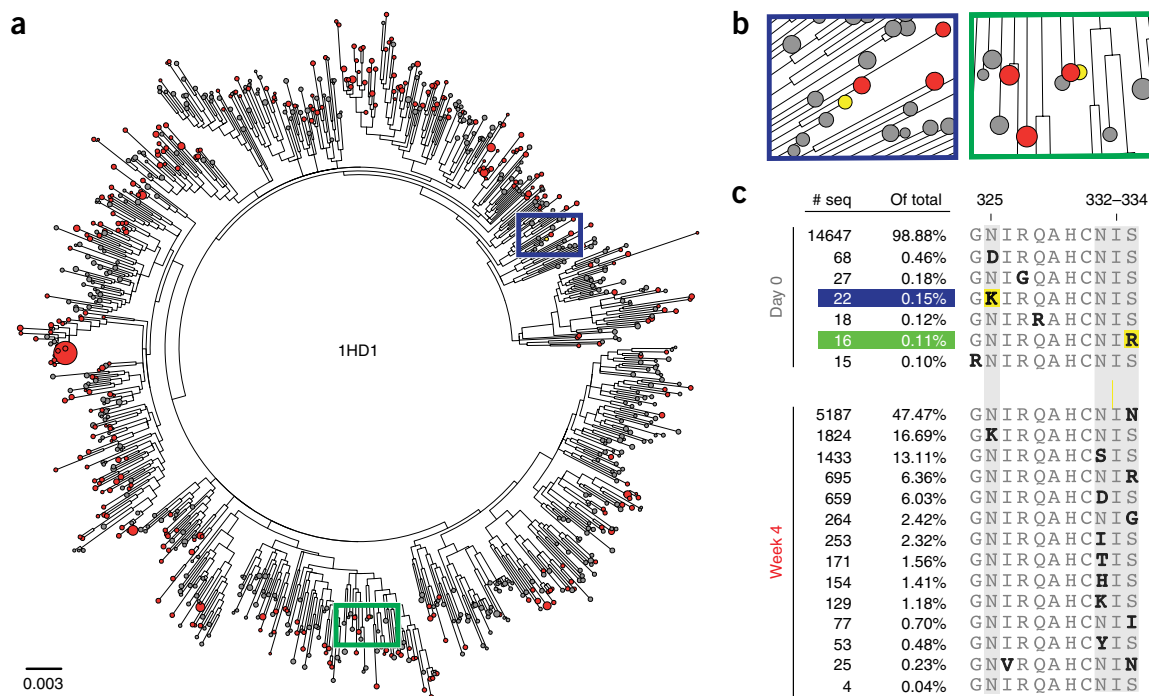 a
1HD1
0.003
b
c
# seq Of total 325 332–334
Day 0
14647 98.88% GNIRQAHCNIS
68 0.46% GDIRQAHCNIS
27 0.18% GNIGQAHCNIS
22 0.15% GKIRQAHCNIS
18 0.12% GNIRRAHCNIS
16 0.11% GNIRQAHCNIR
15 0.10% RNIRQAHCNIS
Week 4
5187 47.47% GNIRQAHCNIN
1824 16.69% GKIRQAHCNIS
1433 13.11% GNIRQAHCSIS
695 6.36% GNIRQAHCNIR
659 6.03% GNIRQAHCDIS
264 2.42% GNIRQAHCNIG
253 2.32% GNIRQAHCIIS
171 1.56% GNIRQAHCTIS
154 1.41% GNIRQAHCHIS
129 1.18% GNIRQAHCKIS
77 0.70% GNIRQAHCNII
53 0.48% GNIRQAHCYIS
25 0.23% GNVRQAHCNIN
4 0.04% GNIRQAHCNIS